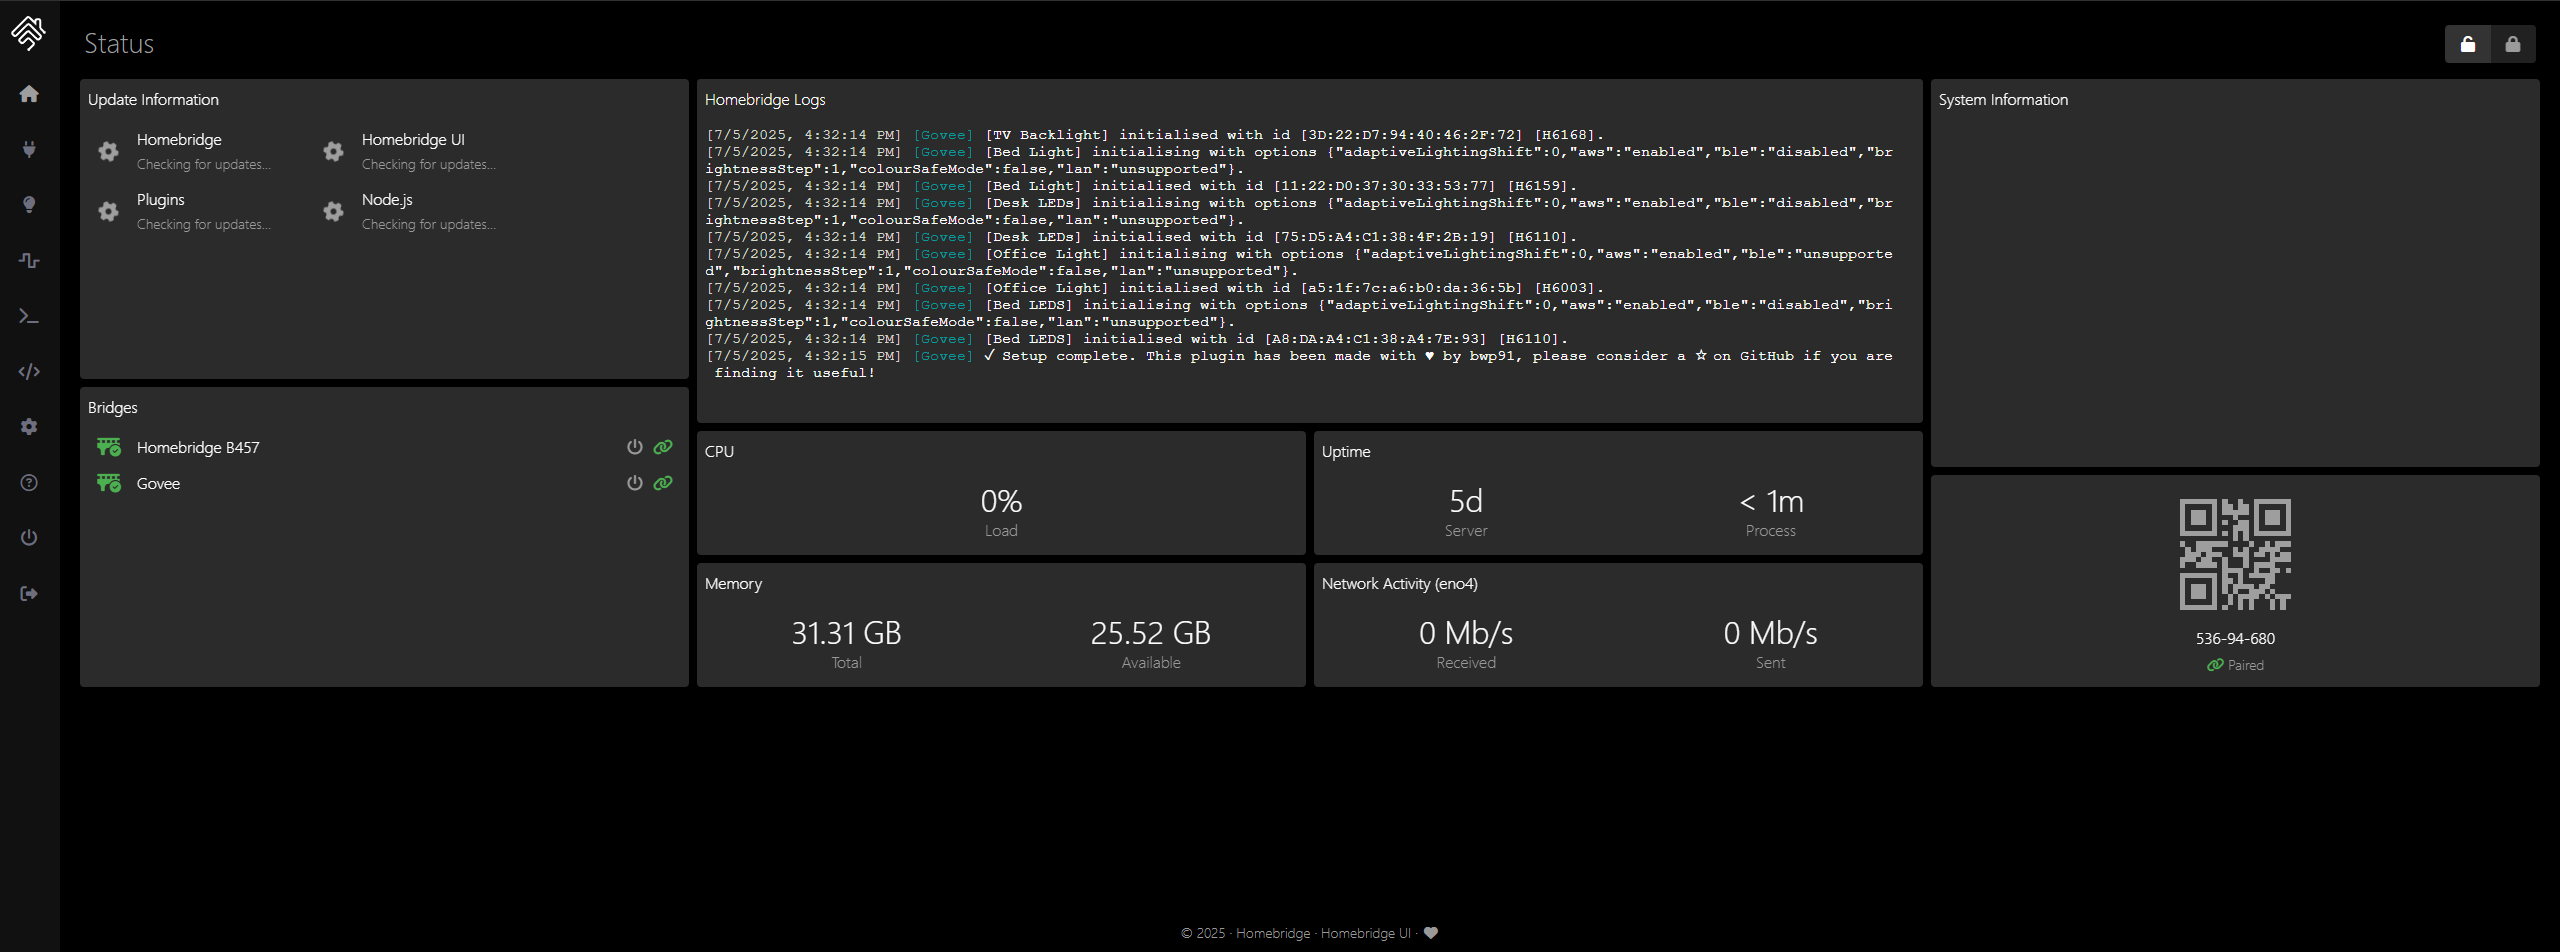 Status
Update Information
Homebridge
Checking for updates...
Homebridge UI
Checking for updates...
Plugins
Checking for updates...
Node.js
Checking for updates...
Bridges
Homebridge B457
Govee
Homebridge Logs
[7/5/2025, 4:32:14 PM] [Govee] [TV Backlight] initialised with id [3D:22:D7:94:40:46:2F:72] [H6168].
[7/5/2025, 4:32:14 PM] [Govee] [Bed Light] initialising with options {"adaptiveLightingShift":0,"aws":"enabled","ble":"disabled","br
ightnessStep":1,"colourSafeMode":false,"lan":"unsupported"}.
[7/5/2025, 4:32:14 PM] [Govee] [Bed Light] initialised with id [11:22:D0:37:30:33:53:77] [H6159].
[7/5/2025, 4:32:14 PM] [Govee] [Desk LEDs] initialising with options {"adaptiveLightingShift":0,"aws":"enabled","ble":"disabled","br
ightnessStep":1,"colourSafeMode":false,"lan":"unsupported"}.
[7/5/2025, 4:32:14 PM] [Govee] [Desk LEDs] initialised with id [75:D5:A4:C1:38:4F:2B:19] [H6110].
[7/5/2025, 4:32:14 PM] [Govee] [Office Light] initialising with options {"adaptiveLightingShift":0,"aws":"enabled","ble":"unsupporte
d","brightnessStep":1,"colourSafeMode":false,"lan":"unsupported"}.
[7/5/2025, 4:32:14 PM] [Govee] [Office Light] initialised with id [a5:1f:7c:a6:b0:da:36:5b] [H6003].
[7/5/2025, 4:32:14 PM] [Govee] [Bed LEDS] initialising with options {"adaptiveLightingShift":0,"aws":"enabled","ble":"disabled","bri
ghtnessStep":1,"colourSafeMode":false,"lan":"unsupported"}.
[7/5/2025, 4:32:14 PM] [Govee] [Bed LEDS] initialised with id [A8:DA:A4:C1:38:A4:7E:93] [H6110].
[7/5/2025, 4:32:15 PM] [Govee] ✓ Setup complete. This plugin has been made with ♥ by bwp91, please consider a ☆ on GitHub if you are
finding it useful!
CPU
0%
Load
Uptime
5d
Server
< 1m
Process
Memory
31.31 GB
Total
25.52 GB
Available
Network Activity (eno4)
0 Mb/s
Received
0 Mb/s
Sent
System Information
536-94-680
Paired
© 2025 · Homebridge · Homebridge UI · ♥